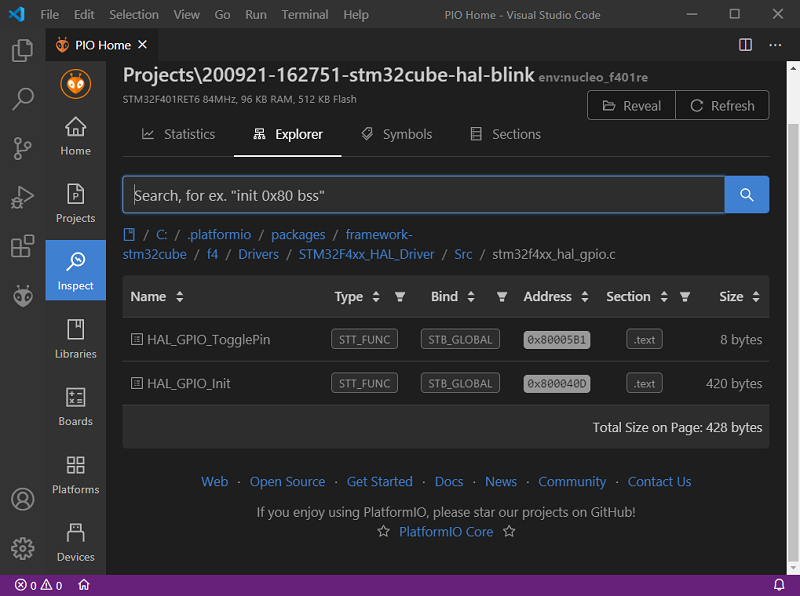 File Edit Selection View Go Run Terminal Help PIO Home - Visual Studio Code
PIO Home
Projects\200921-162751-stm32cube-hal-blink env:nucleo_f401re
STM32F401RET6 84MHz, 96 KB RAM, 512 KB Flash
Reveal Refresh
Statistics Explorer Symbols Sections
Home
Projects
Inspect
Libraries
Boards
Platforms
Devices
Search, for ex. "init 0x80 bss"
/ C: / .platformio / packages / framework-
stm32cube / f4 / Drivers / STM32F4xx_HAL_Driver / Src / stm32f4xx_hal_gpio.c
Name Type Bind Address Section Size
HAL_GPIO_TogglePin STT_FUNC STB_GLOBAL 0x80005B1 .text 8 bytes
HAL_GPIO_Init STT_FUNC STB_GLOBAL 0x800040D .text 420 bytes
Total Size on Page: 428 bytes
Web · Open Source · Get Started · Docs · News · Community · Contact Us
If you enjoy using PlatformIO, please star our projects on GitHub!
PlatformIO Core
0 0